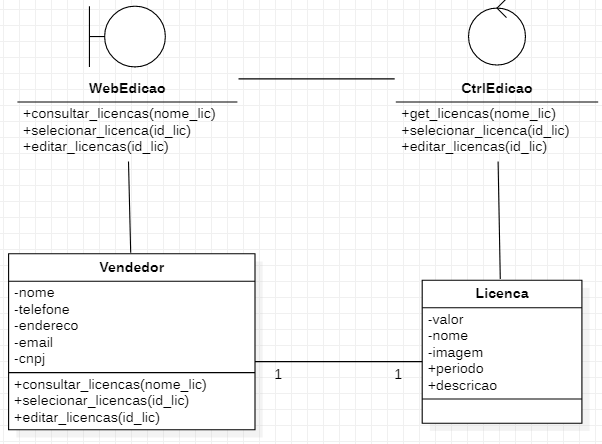 WebEdicao
+consultar_licencas(nome_lic)
+selecionar_licenca(id_lic)
+editar_licencas(id_lic)
CtrlEdicao
+get_licencas(nome_lic)
+selecionar_licenca(id_lic)
+editar_licencas(id_lic)
Vendedor
-nome
-telefone
-endereco
-email
-cnpj
+consultar_licencas(nome_lic)
+selecionar_licencas(id_lic)
+editar_licencas(id_lic)
1
1
Licenca
-valor
-nome
-imagem
+periodo
+descricao